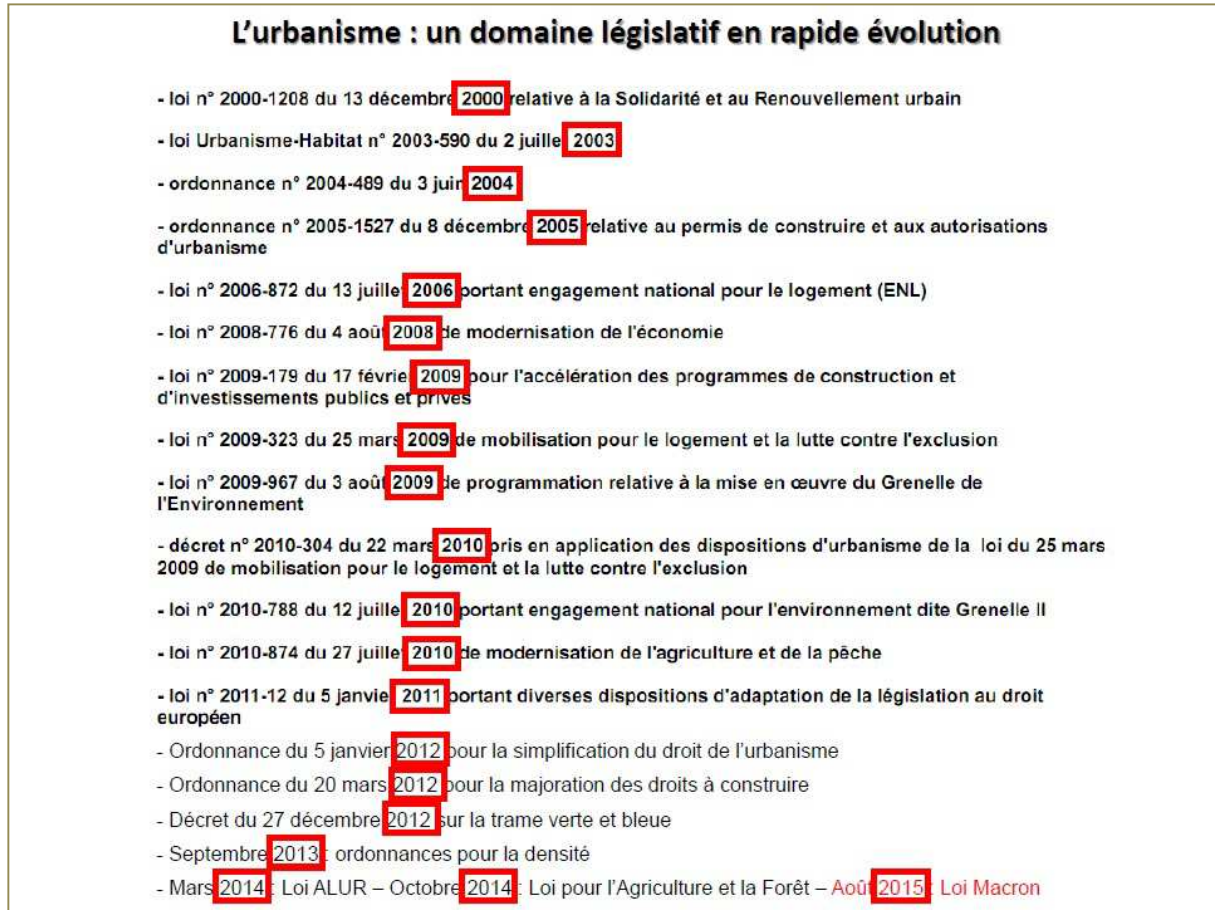 L'urbanisme : un domaine législatif en rapide évolution
- loi n° 2000-1208 du 13 décembre 2000 relative à la Solidarité et au Renouvellement urbain
- loi Urbanisme-Habitat n° 2003-590 du 2 juillet 2003
- ordonnance n° 2004-489 du 3 juin 2004
- ordonnance n° 2005-1527 du 8 décembre 2005 relative au permis de construire et aux autorisations
d'urbanisme
- loi n° 2006-872 du 13 juillet 2006 portant engagement national pour le logement (ENL)
- loi n° 2008-776 du 4 août 2008 de modernisation de l'économie
- loi n° 2009-179 du 17 février 2009 pour l'accélération des programmes de construction et
d'investissements publics et privés
- loi n° 2009-323 du 25 mars 2009 de mobilisation pour le logement et la lutte contre l'exclusion
- loi n° 2009-967 du 3 août 2009 de programmation relative à la mise en œuvre du Grenelle de
l'Environnement
- décret n° 2010-304 du 22 mars 2010 pris en application des dispositions d'urbanisme de la loi du 25 mars
2009 de mobilisation pour le logement et la lutte contre l'exclusion
- loi n° 2010-788 du 12 juillet 2010 portant engagement national pour l'environnement dite Grenelle II
- loi n° 2010-874 du 27 juillet 2010 de modernisation de l'agriculture et de la pêche
- loi n° 2011-12 du 5 janvier 2011 portant diverses dispositions d'adaptation de la législation au droit
européen
- Ordonnance du 5 janvier 2012 pour la simplification du droit de l'urbanisme
- Ordonnance du 20 mars 2012 pour la majoration des droits à construire
- Décret du 27 décembre 2012 sur la trame verte et bleue
- Septembre 2013 : ordonnances pour la densité
- Mars 2014 : Loi ALUR – Octobre 2014 : Loi pour l'Agriculture et la Forêt – Août 2015 : Loi Macron